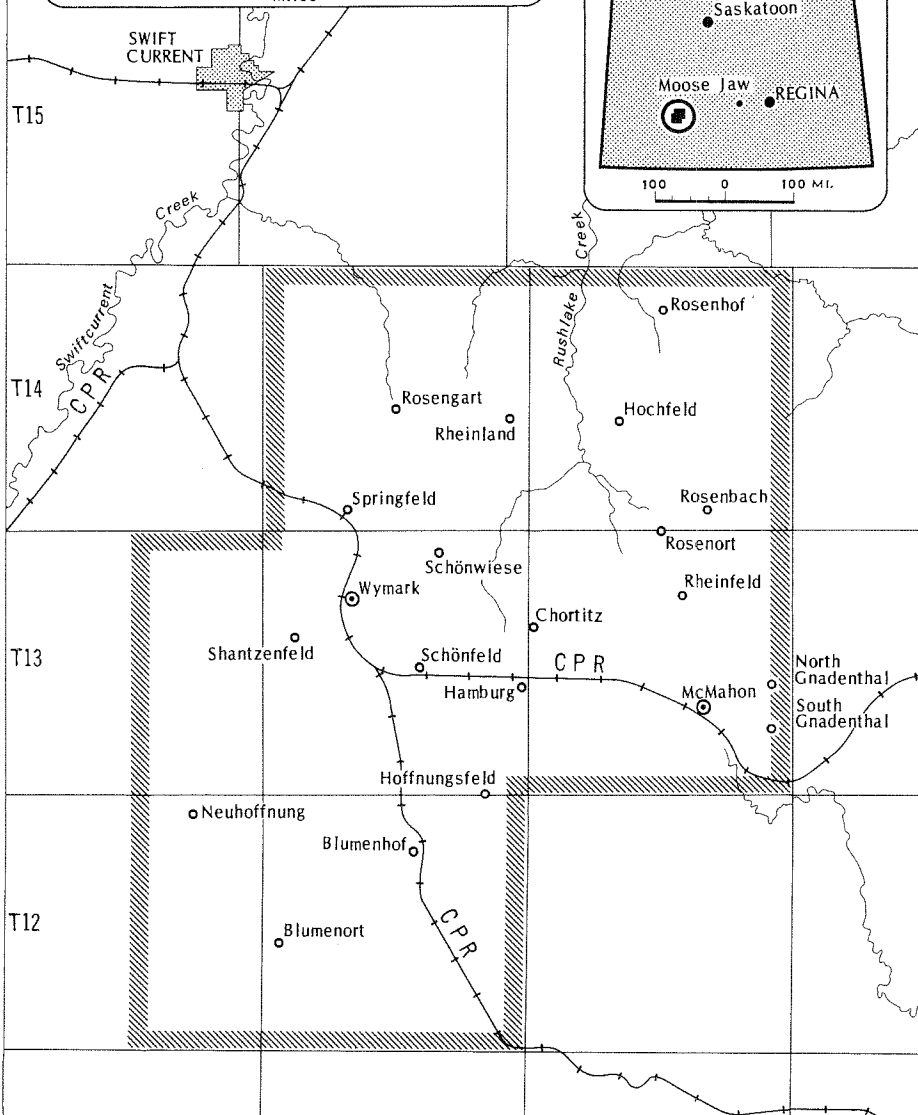 SWIFT
CURRENT
Saskatoon
Moose Jaw
REGINA
100 0 100 MI.
T15
Creek
Swiftcurrent
CPR
Creek
Rushlake
Rosenhof
T14
Rosengart
Rheinland
Hochfeld
Springfeld
Rosenbach
Rosenort
Schönwiese
Wymark
Rheinfeld
Chortitz
T13
Shantzenfeld
Schönfeld
CPR
Hamburg
McMahon
North
Gnadenthal
South
Gnadenthal
Hoffnungsfeld
Neuhoffnung
Blumenhof
T12
Blumenort
CPR